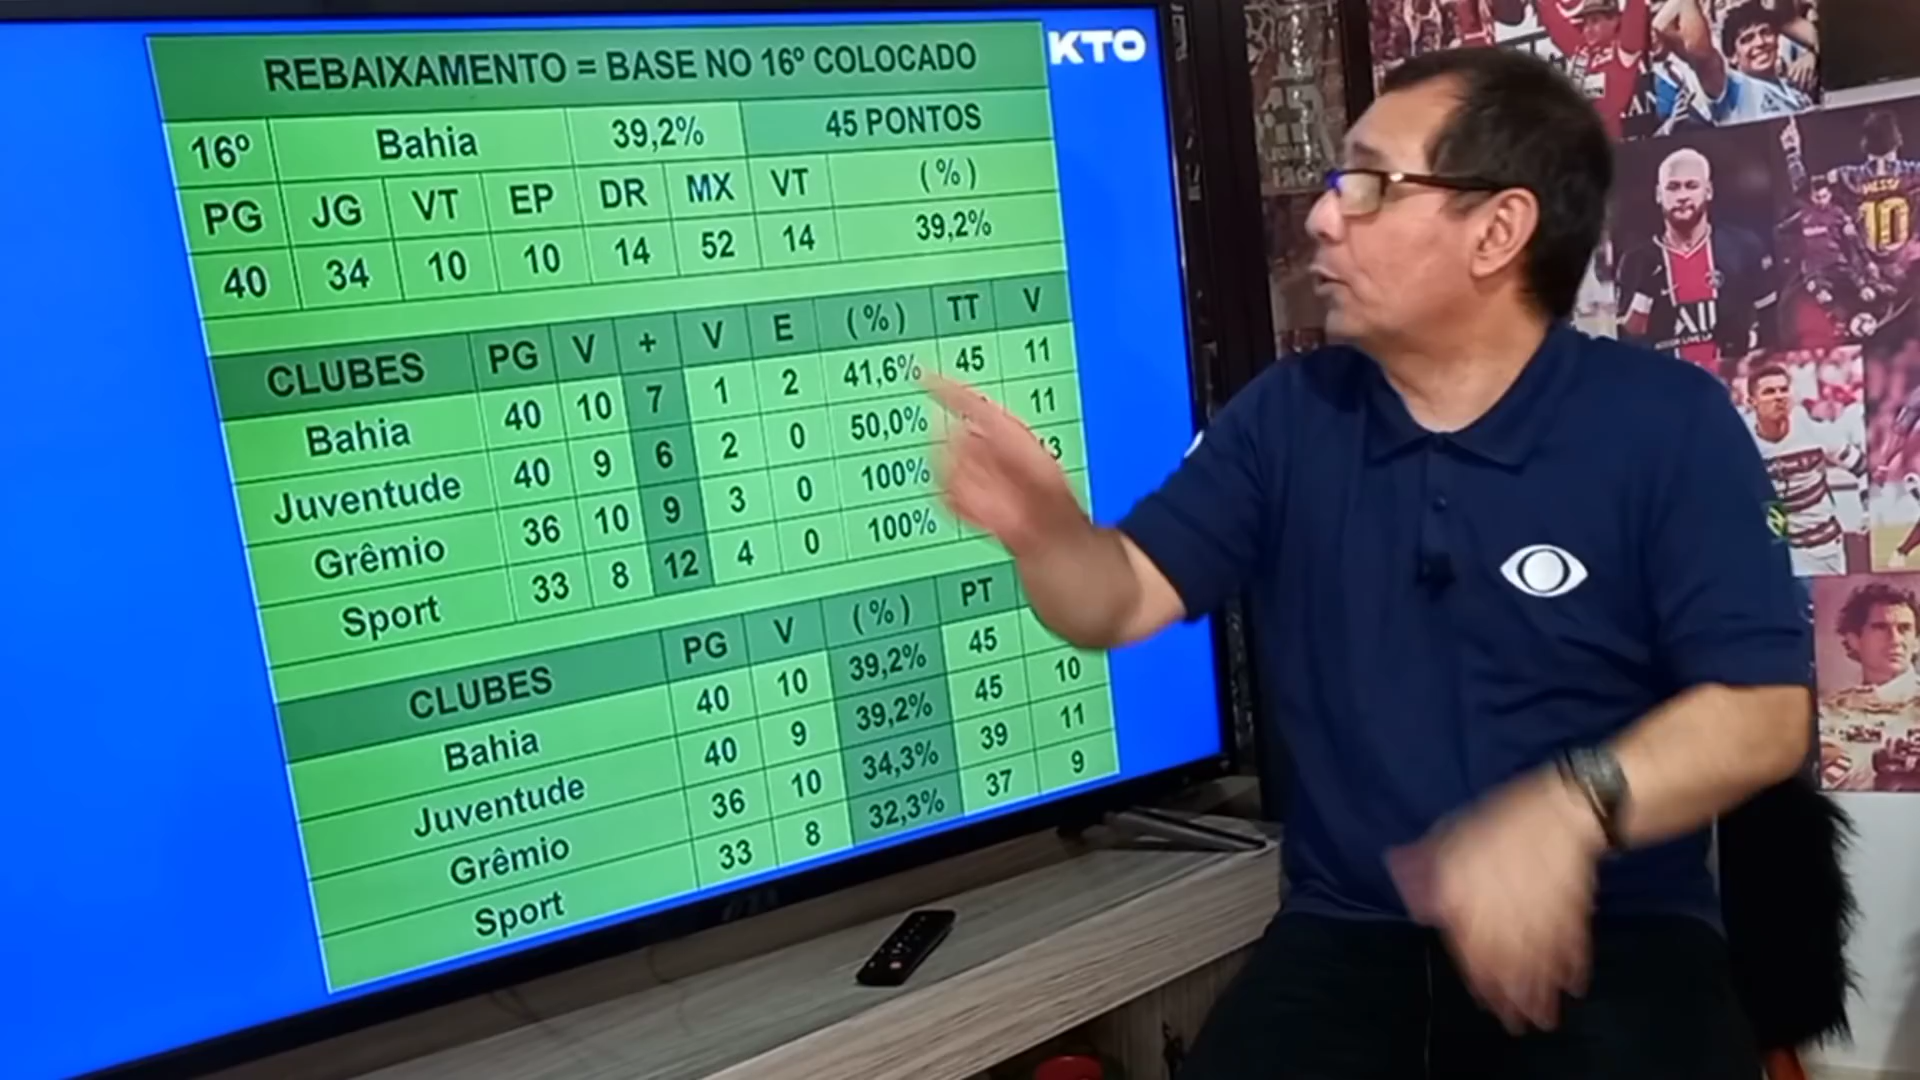 KTO
REBAIXAMENTO = BASE NO 16º COLOCADO
16º Bahia 39,2% 45 PONTOS
PG JG VT EP DR MX VT (%)
40 34 10 10 14 52 14 39,2%
CLUBES PG V + V E (%) TT V
Bahia 40 10 7 1 2 41,6% 45 11
Juventude 40 9 6 2 0 50,0% 11
Grêmio 36 10 9 3 0 100% 13
Sport 33 8 12 4 0 100%
CLUBES PG V (%) PT
Bahia 40 10 39,2% 45
Juventude 40 9 39,2% 45 10
Grêmio 36 10 34,3% 39 11
Sport 33 8 32,3% 37 9
MESSI
10